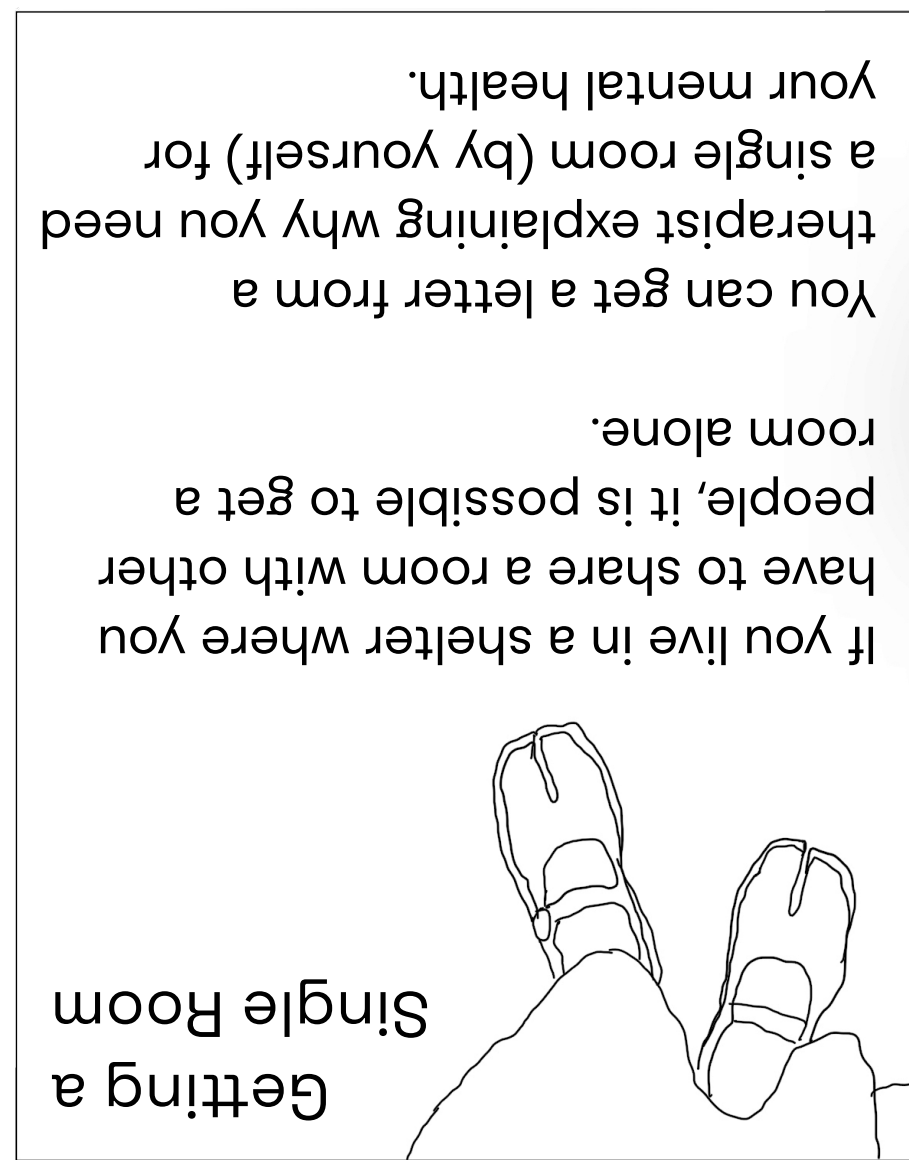 Getting a
Single Room
If you live in a shelter where you
have to share a room with other
people, it is possible to get a
room alone.
You can get a letter from a
therapist explaining why you need
a single room (by yourself) for
your mental health.